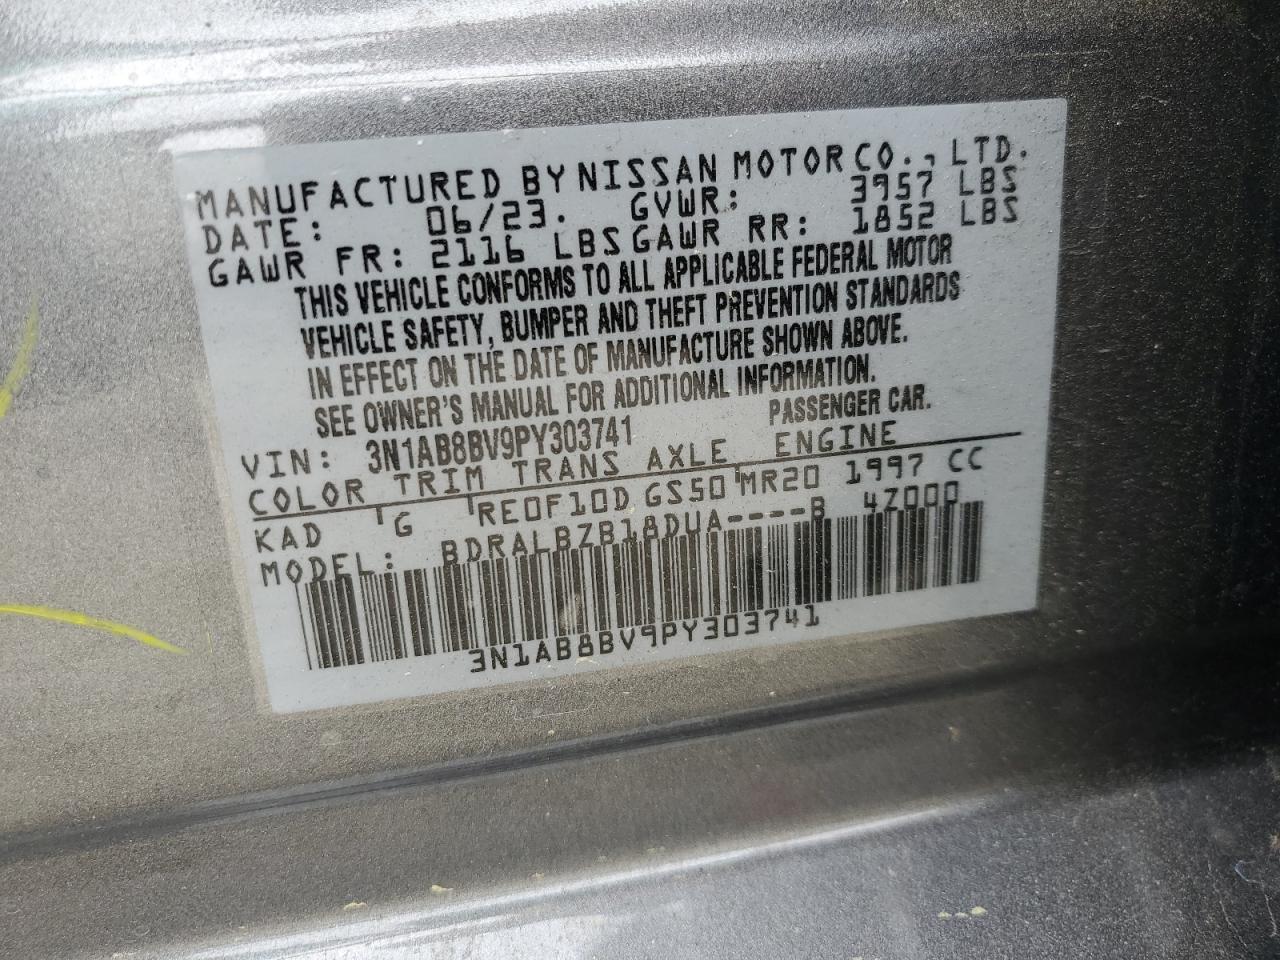 MANUFACTURED BY NISSAN MOTOR CO., LTD.
DATE: 06/23. GVWR: 3957 LBS
GAWR FR: 2116 LBS GAWR RR: 1852 LBS
THIS VEHICLE CONFORMS TO ALL APPLICABLE FEDERAL MOTOR
VEHICLE SAFETY, BUMPER AND THEFT PREVENTION STANDARDS
IN EFFECT ON THE DATE OF MANUFACTURE SHOWN ABOVE.
SEE OWNER'S MANUAL FOR ADDITIONAL INFORMATION.
VIN: 3N1AB8BV9PY303741 PASSENGER CAR.
COLOR TRIM TRANS AXLE ENGINE
KAD G RE0F10D GS50 MR20 1997 CC
MODEL: BDRALBZB18DUA----B 4Z000
3N1AB8BV9PY303741